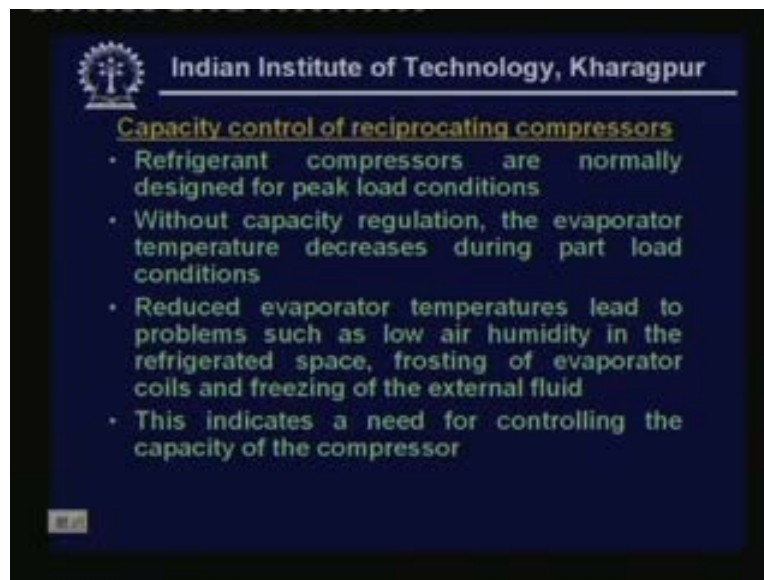 Indian Institute of Technology, Kharagpur
Capacity control of reciprocating compressors
• Refrigerant compressors are normally
designed for peak load conditions
• Without capacity regulation, the evaporator
temperature decreases during part load
conditions
• Reduced evaporator temperatures lead to
problems such as low air humidity in the
refrigerated space, frosting of evaporator
coils and freezing of the external fluid
• This indicates a need for controlling the
capacity of the compressor